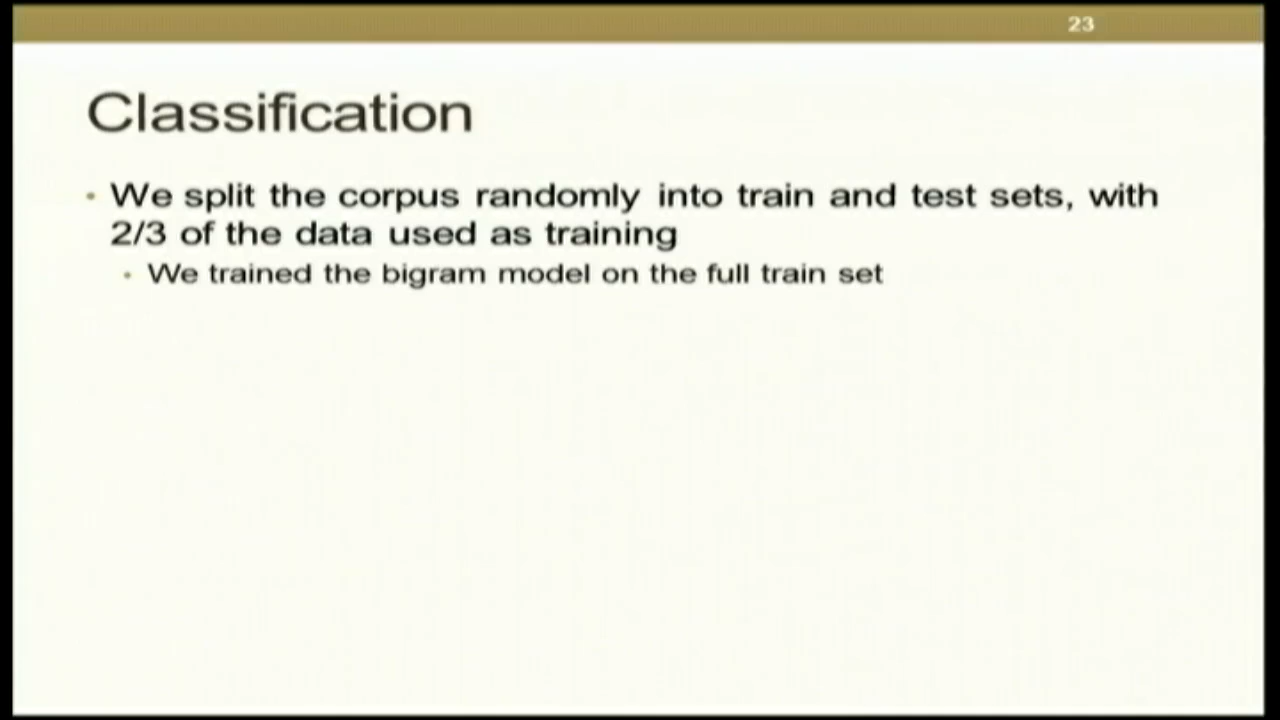 23
Classification
• We split the corpus randomly into train and test sets, with
2/3 of the data used as training
• We trained the bigram model on the full train set